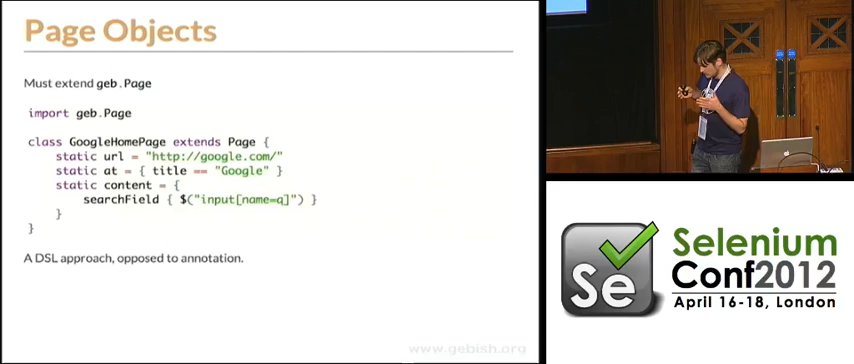 Page Objects
Must extend geb.Page
import geb.Page
class GoogleHomePage extends Page {
static url = "http://google.com/"
static at = { title == "Google" }
static content = {
searchField { $("input[name=q]") }
}
}
A DSL approach, opposed to annotation.
www.gebish.org
Se
Selenium
Conf2012
April 16-18, London